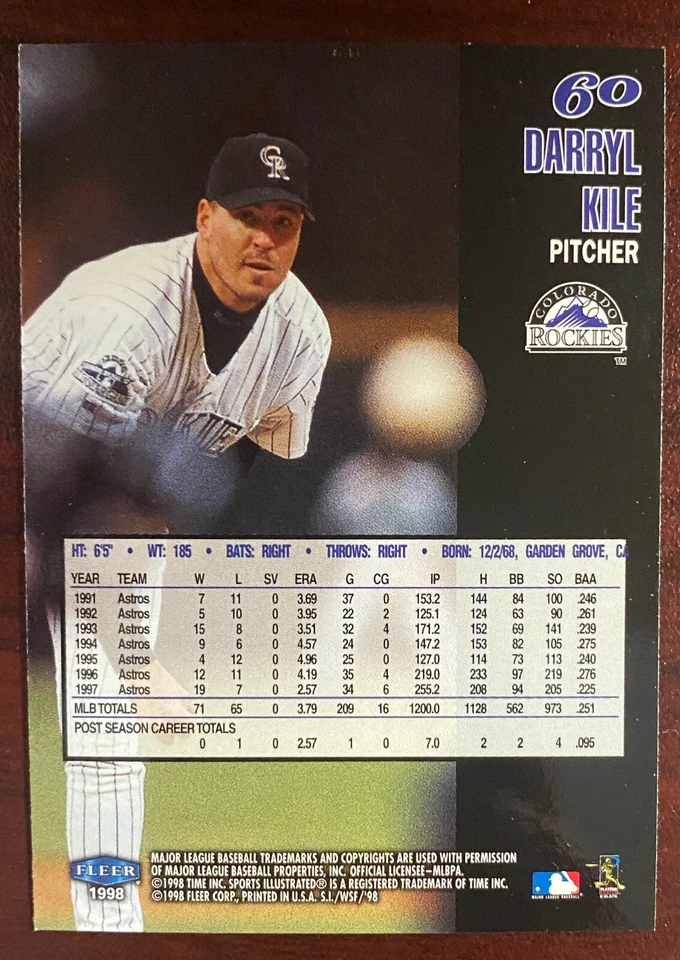 60
DARRYL
KILE
PITCHER
COLORADO
ROCKIES
TM
CR
HT: 6'5" • WT: 185 • BATS: RIGHT • THROWS: RIGHT • BORN: 12/2/68, GARDEN GROVE, CA
YEAR TEAM W L SV ERA G CG IP H BB SO BAA
1991 Astros 7 11 0 3.69 37 0 153.2 144 84 100 .246
1992 Astros 5 10 0 3.95 22 2 125.1 124 63 90 .261
1993 Astros 15 8 0 3.51 32 4 171.2 152 69 141 .239
1994 Astros 9 6 0 4.57 24 0 147.2 153 82 105 .275
1995 Astros 4 12 0 4.96 25 0 127.0 114 73 113 .240
1996 Astros 12 11 0 4.19 35 4 219.0 233 97 219 .276
1997 Astros 19 7 0 2.57 34 6 255.2 208 94 205 .225
MLB TOTALS 71 65 0 3.79 209 16 1200.0 1128 562 973 .251
POST SEASON CAREER TOTALS
0 1 0 2.57 1 0 7.0 2 2 4 .095
FLEER
1998
MAJOR LEAGUE BASEBALL TRADEMARKS AND COPYRIGHTS ARE USED WITH PERMISSION
OF MAJOR LEAGUE BASEBALL PROPERTIES, INC. OFFICIAL LICENSEE–MLBPA.
©1998 TIME INC. SPORTS ILLUSTRATED® IS A REGISTERED TRADEMARK OF TIME INC.
©1998 FLEER CORP., PRINTED IN U.S.A. S.I./WSF/'98
MAJOR LEAGUE BASEBALL